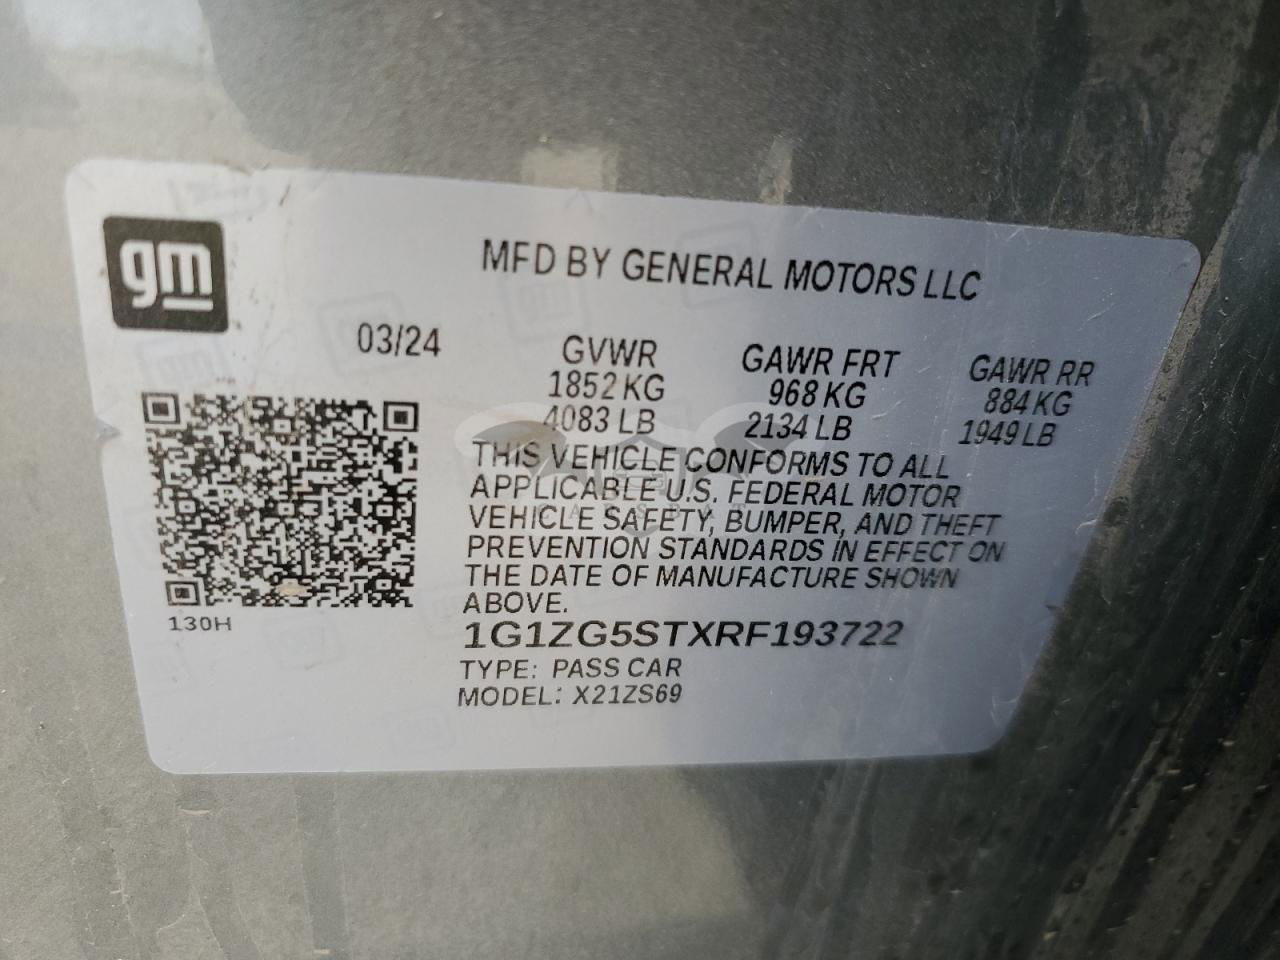 gm
MFD BY GENERAL MOTORS LLC
03/24
GVWR GAWR FRT GAWR RR
1852 KG 968 KG 884 KG
4083 LB 2134 LB 1949 LB
THIS VEHICLE CONFORMS TO ALL
APPLICABLE U.S. FEDERAL MOTOR
VEHICLE SAFETY, BUMPER, AND THEFT
PREVENTION STANDARDS IN EFFECT ON
THE DATE OF MANUFACTURE SHOWN
ABOVE.
130H
1G1ZG5STXRF193722
TYPE: PASS CAR
MODEL: X21ZS69